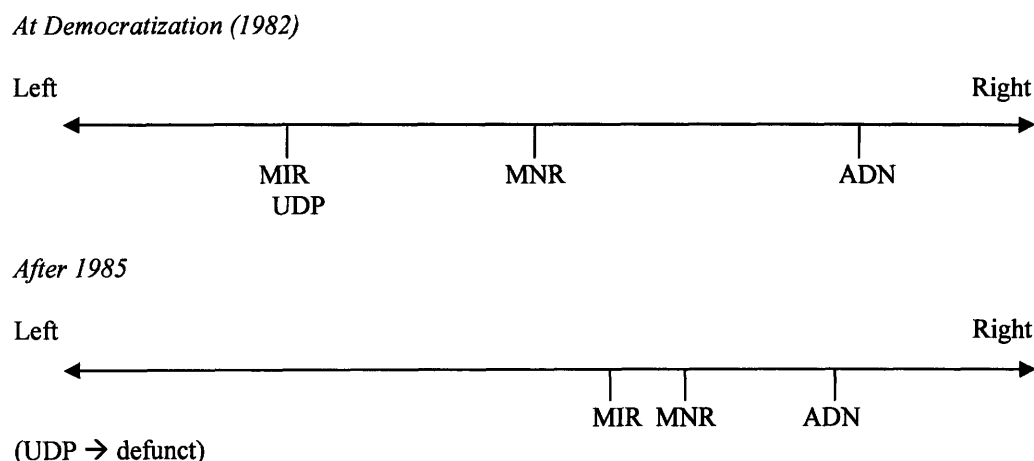 At Democratization (1982)
Left Right
MIR MNR ADN
UDP
After 1985
Left Right
MIR MNR ADN
(UDP → defunct)